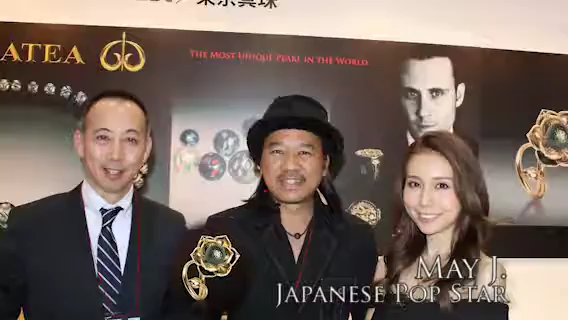 東京真珠
ATEA
THE MOST UNIQUE PEARL IN THE WORLD
MAY J.
JAPANESE POP STAR